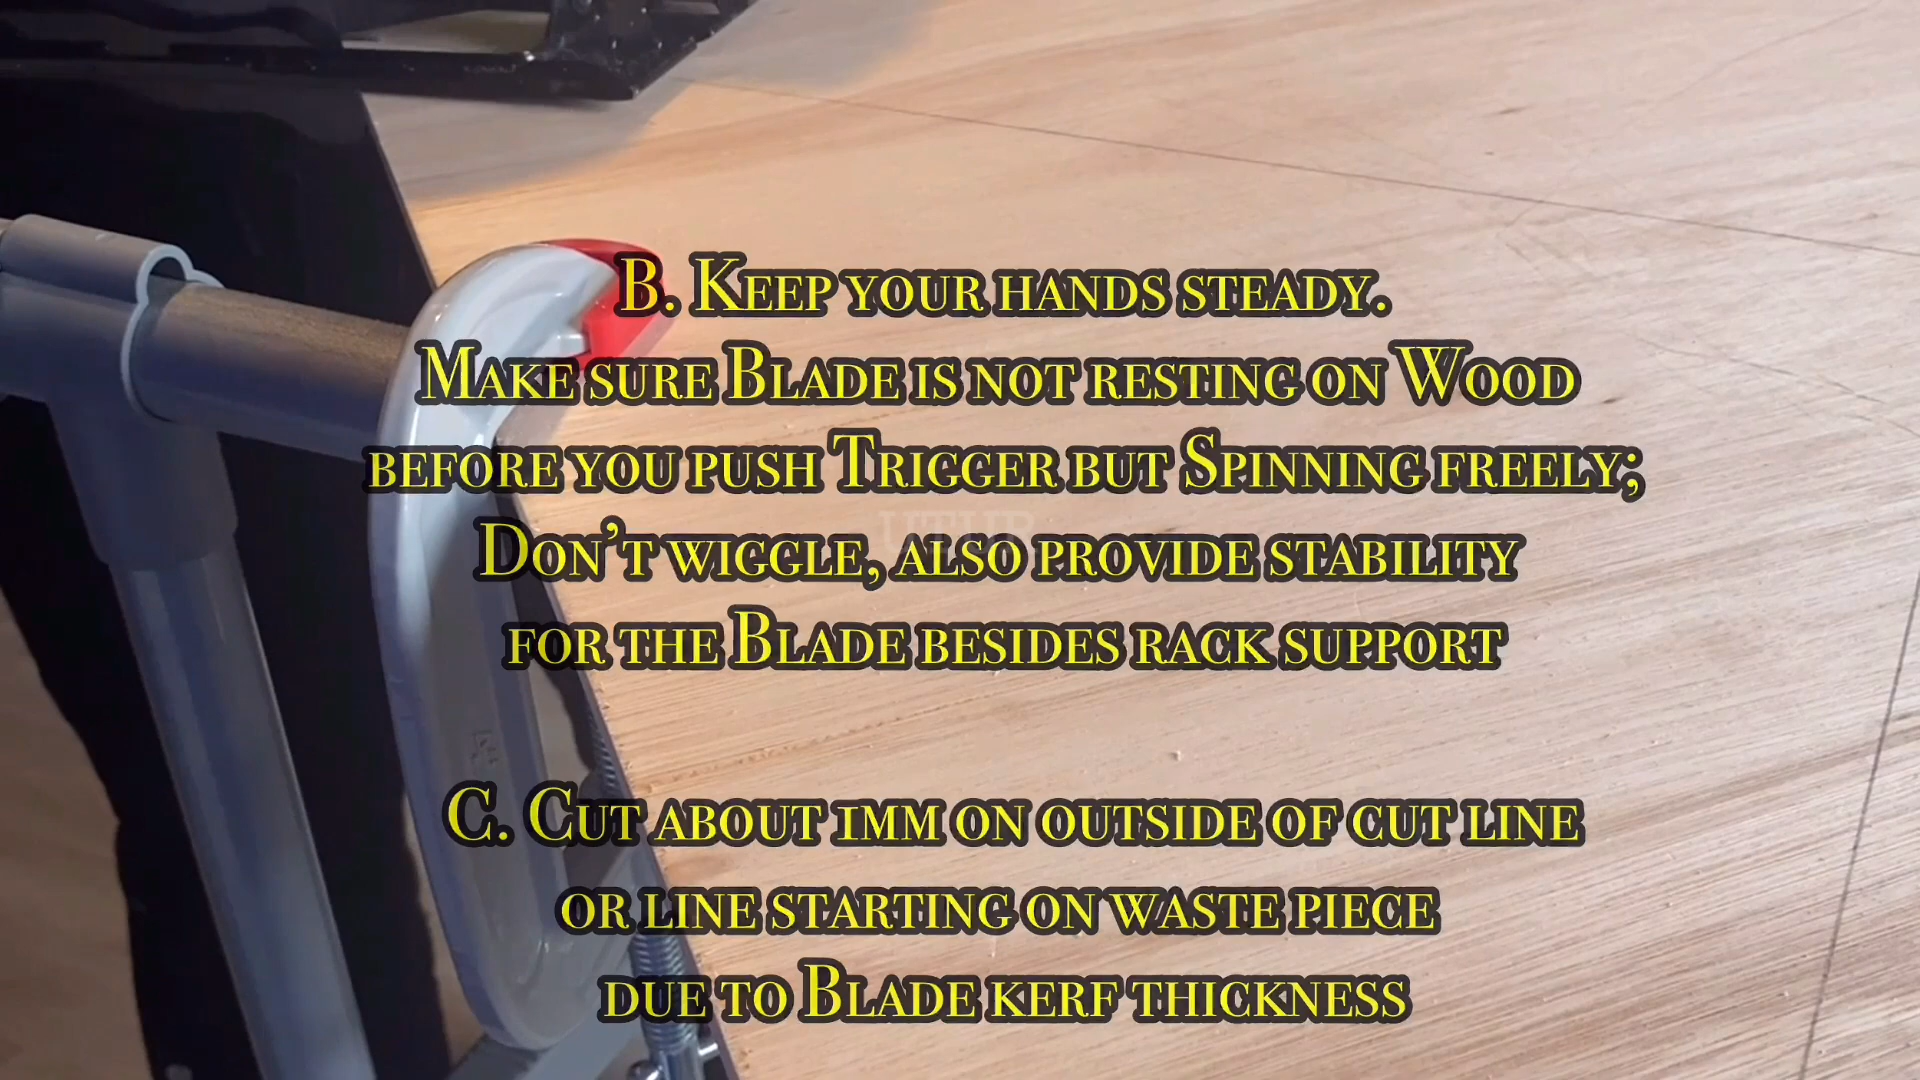 B. Keep your hands steady.
Make sure Blade is not resting on Wood
before you push Trigger but Spinning freely;
Don't wiggle, also provide stability
for the Blade besides rack support
C. Cut about 1mm on outside of cut line
or line starting on waste piece
due to Blade kerf thickness